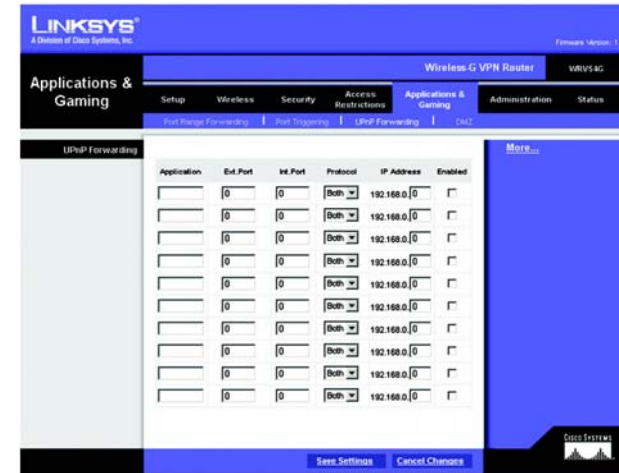 LINKSYS®
A Division of Cisco Systems, Inc.
Firmware Version: 1
Wireless-G VPN Router WRV54G
Applications & Gaming
Setup Wireless Security Access Restrictions Applications & Gaming Administration Status
Port Range Forwarding | Port Triggering | UPnP Forwarding | DMZ
UPnP Forwarding
More...
Application Ext.Port Int.Port Protocol IP Address Enabled
0 0 Both 192.168.0. 0
0 0 Both 192.168.0. 0
0 0 Both 192.168.0. 0
0 0 Both 192.168.0. 0
0 0 Both 192.168.0. 0
0 0 Both 192.168.0. 0
0 0 Both 192.168.0. 0
0 0 Both 192.168.0. 0
0 0 Both 192.168.0. 0
0 0 Both 192.168.0. 0
Save Settings Cancel Changes
CISCO SYSTEMS